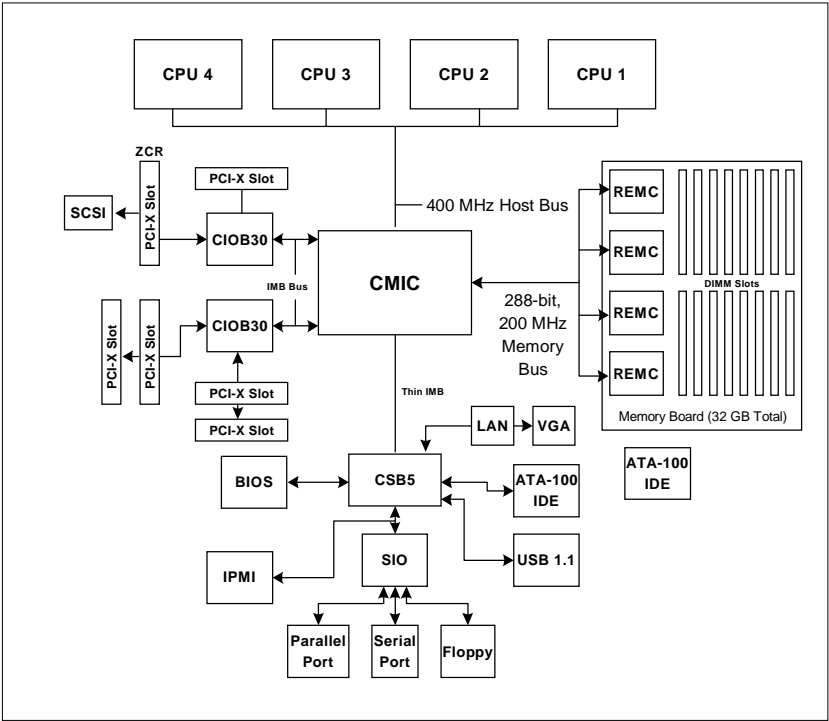 CPU 4
CPU 3
CPU 2
CPU 1
ZCR
PCI-X Slot
SCSI
PCI-X Slot
CIOB30
400 MHz Host Bus
REMC
REMC
REMC
REMC
DIMM Slots
Memory Board (32 GB Total)
IMB Bus
CMIC
288-bit,
200 MHz
Memory
Bus
CIOB30
PCI-X Slot
PCI-X Slot
PCI-X Slot
PCI-X Slot
Thin IMB
LAN
VGA
ATA-100
IDE
BIOS
CSB5
ATA-100
IDE
IPMI
SIO
USB 1.1
Parallel
Port
Serial
Port
Floppy